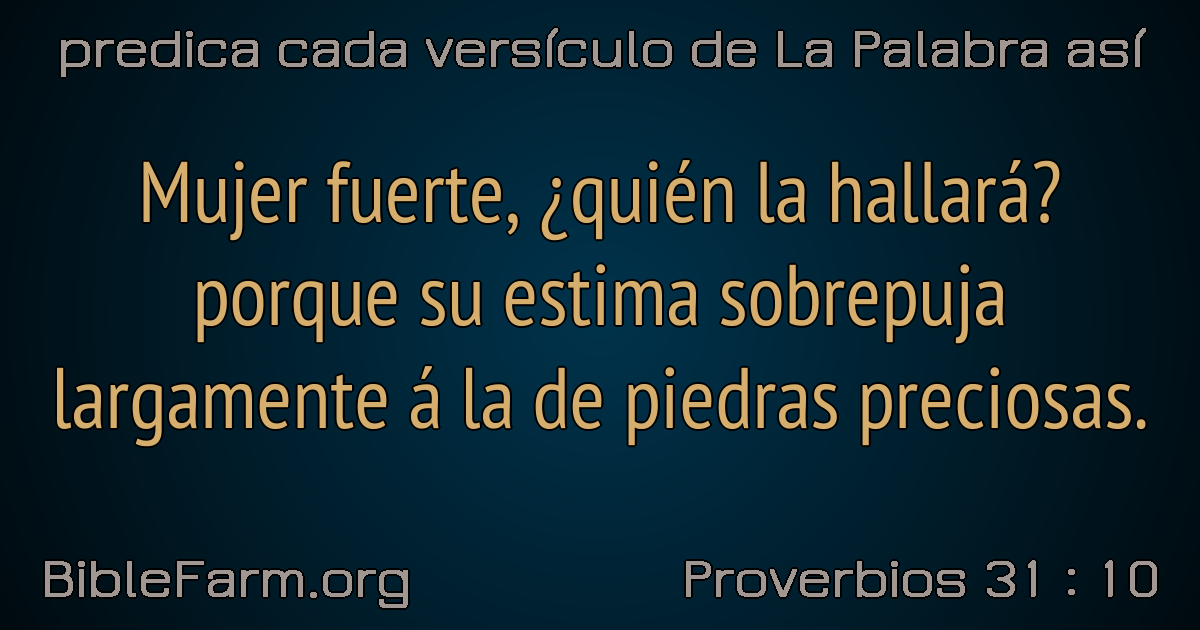 predica cada versículo de La Palabra así
Mujer fuerte, ¿quién la hallará?
porque su estima sobrepuja
largamente á la de piedras preciosas.
BibleFarm.org
Proverbios 31 : 10